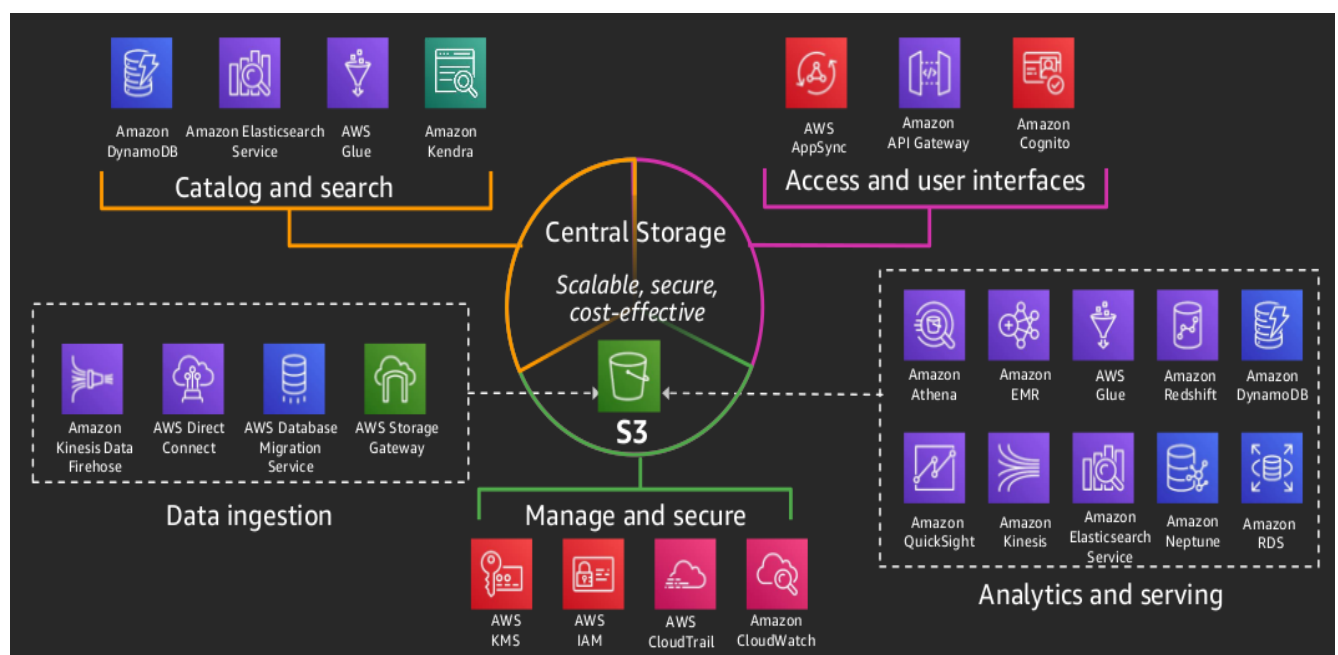 Amazon
DynamoDB
Amazon Elasticsearch
Service
AWS
Glue
Amazon
Kendra
Catalog and search
AWS
AppSync
Amazon
API Gateway
Amazon
Cognito
Access and user interfaces
Central Storage
Scalable, secure,
cost-effective
S3
Amazon
Kinesis Data
Firehose
AWS Direct
Connect
AWS Database
Migration
Service
AWS Storage
Gateway
Data ingestion
Amazon
Athena
Amazon
EMR
AWS
Glue
Amazon
Redshift
Amazon
DynamoDB
Amazon
QuickSight
Amazon
Kinesis
Amazon
Elasticsearch
Service
Amazon
Neptune
Amazon
RDS
Analytics and serving
Manage and secure
AWS
KMS
AWS
IAM
AWS
CloudTrail
Amazon
CloudWatch